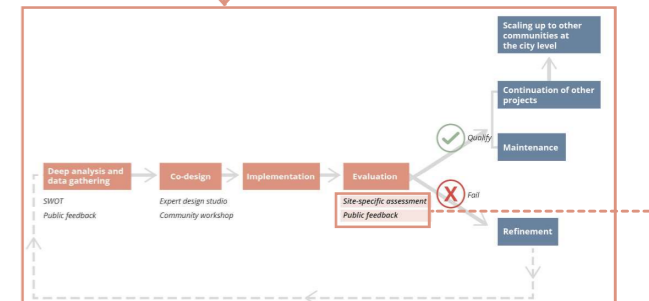 Scaling up to other
communities at
the city level
Continuation of other
projects
Qualify
Maintenance
Deep analysis and
data gathering
Co-design
Implementation
Evaluation
X
Fail
SWOT
Public feedback
Expert design studio
Community workshop
Site-specific assessment
Public feedback
Refinement